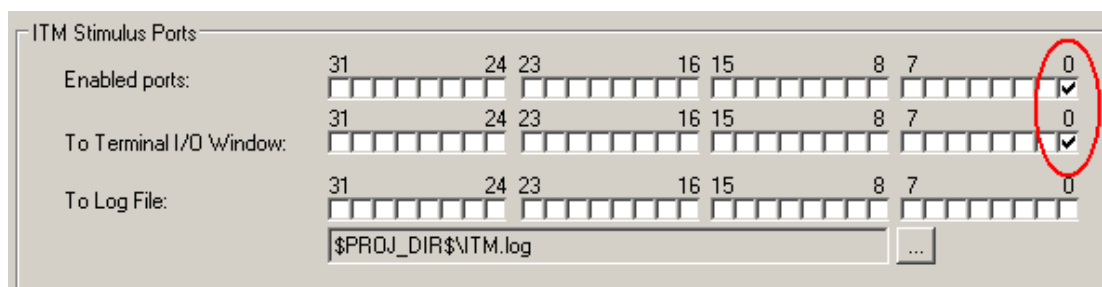 ITM Stimulus Ports
31 24 23 16 15 8 7 0
Enabled ports:
31 24 23 16 15 8 7 0
To Terminal I/O Window:
31 24 23 16 15 8 7 0
To Log File:
$PROJ_DIR$\ITM.log
...